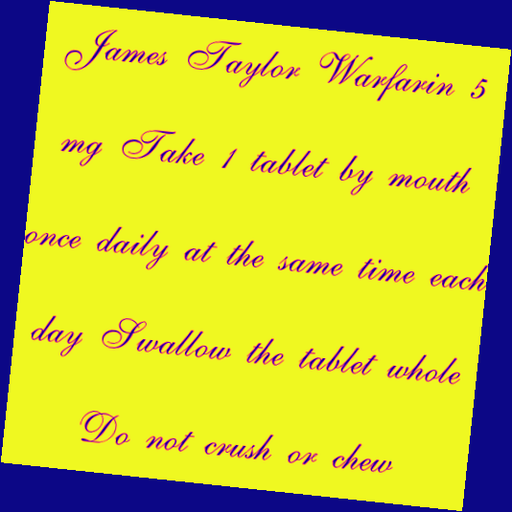 James Taylor Warfarin 5
mg Take 1 tablet by mouth
once daily at the same time each
day Swallow the tablet whole
Do not crush or chew